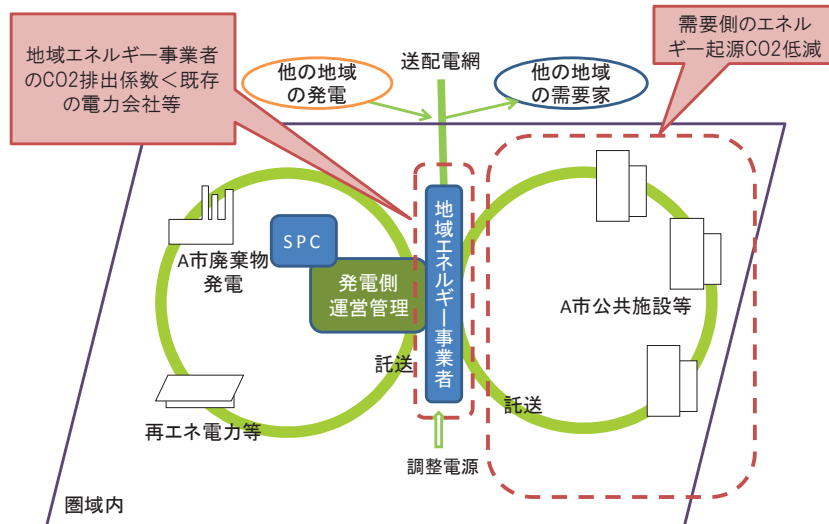 地域エネルギー事業者
のCO2排出係数＜既存
の電力会社等
他の地域
の発電
送配電網
他の地域
の需要家
需要側のエネル
ギー起源CO2低減
A市廃棄物
発電
SPC
発電側
運営管理
地域エネルギー事業者
A市公共施設等
託送
再エネ電力等
託送
調整電源
圏域内